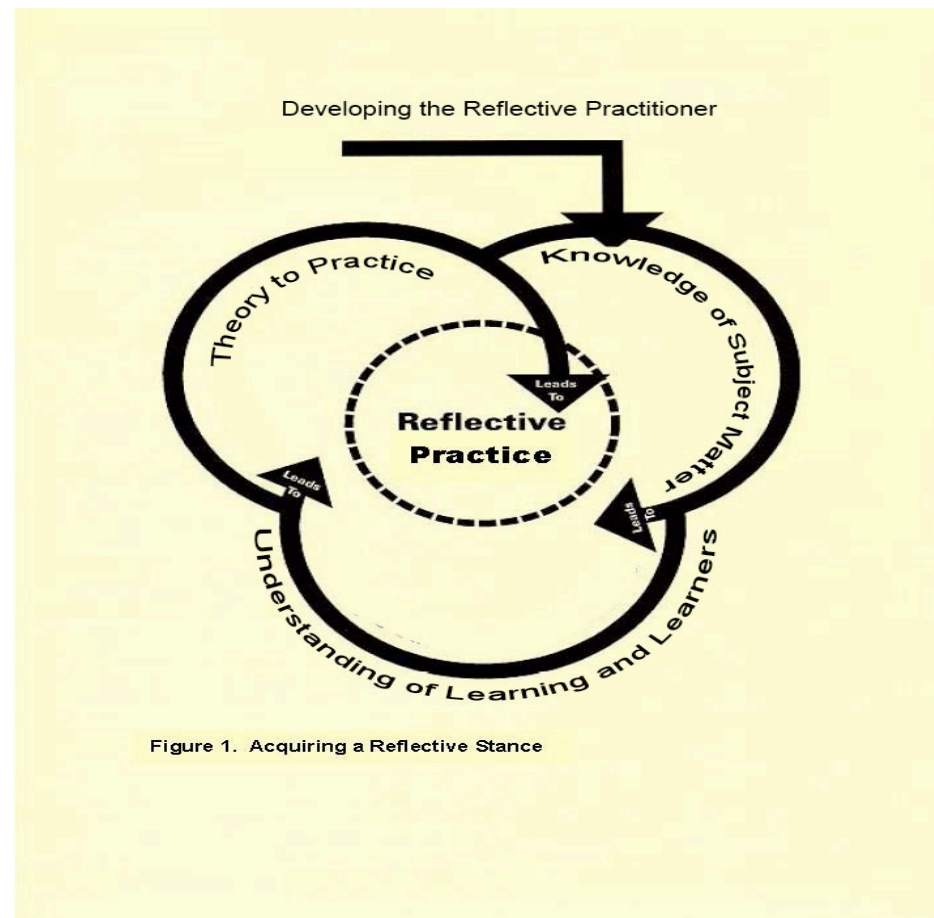 Developing the Reflective Practitioner
Theory to Practice
Knowledge of Subject Matter
Leads
To
Reflective
Practice
Leads
To
Leads
To
Understanding of Learning and Learners
Figure 1. Acquiring a Reflective Stance